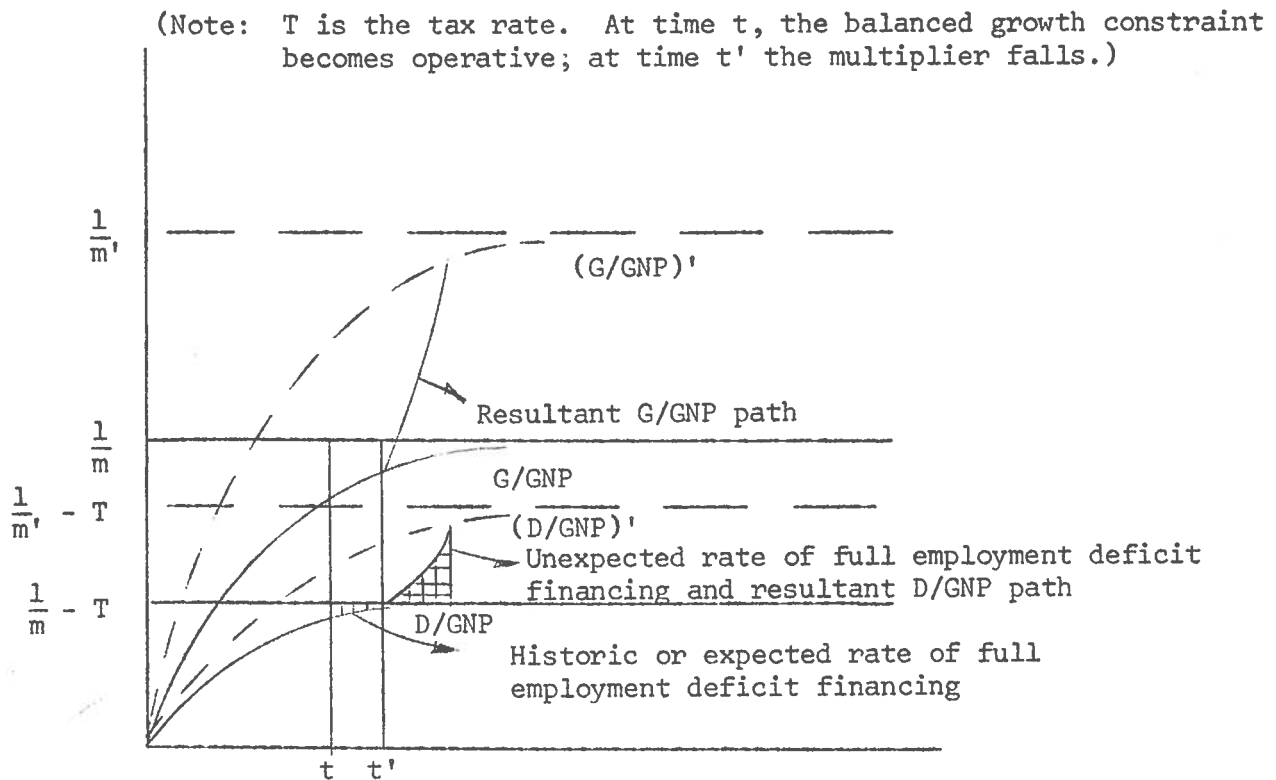 (Note: T is the tax rate. At time t, the balanced growth constraint
becomes operative; at time t' the multiplier falls.)
1
m'
(G/GNP)'
Resultant G/GNP path
1
m
G/GNP
1
m' - T
(D/GNP)'
Unexpected rate of full employment deficit
financing and resultant D/GNP path
1
m - T
D/GNP
Historic or expected rate of full
employment deficit financing
t t'